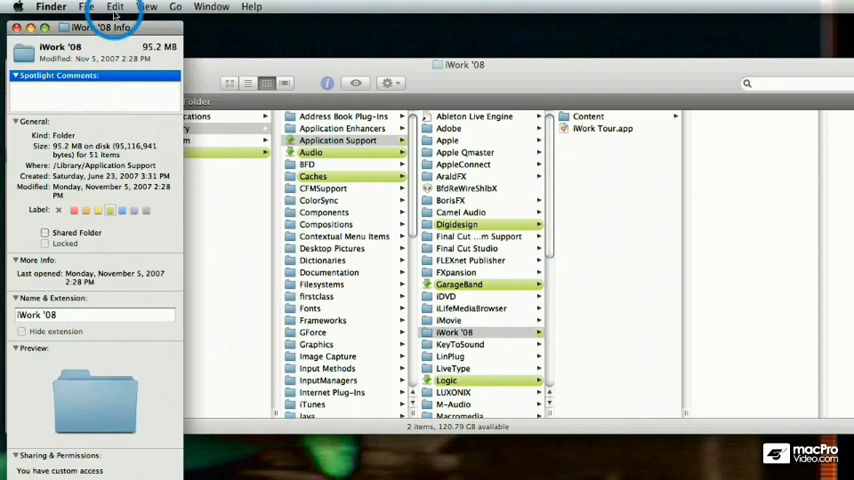 Finder File Edit View Go Window Help
iWork '08 Info
iWork '08 95.2 MB
Modified: Nov 5, 2007 2:28 PM
Spotlight Comments:
General:
Kind: Folder
Size: 95.2 MB on disk (95,116,941
bytes) for 51 items
Where: /Library/Application Support
Created: Saturday, June 23, 2007 3:31 PM
Modified: Monday, November 5, 2007
2:28 PM
Label:
Shared Folder
Locked
More Info:
Last opened: Monday, November 5, 2007
2:28 PM
Name & Extension:
iWork '08
Hide extension
Preview:
Sharing & Permissions:
You have custom access
iWork '08
Folder
cations
ry
m
Address Book Plug-Ins
Application Enhancers
Application Support
Audio
BFD
Caches
CFMSupport
ColorSync
Components
Compositions
Contextual Menu Items
Desktop Pictures
Dictionaries
Documentation
Filesystems
firstclass
Fonts
Frameworks
GForce
Graphics
Image Capture
Input Methods
InputManagers
Internet Plug-Ins
iTunes
Java
Ableton Live Engine
Adobe
Apple
Apple Qmaster
AppleConnect
AraldFX
BfdReWireShlbX
BorisFX
Camel Audio
Digidesign
Final Cut ...m Support
Final Cut Studio
FLEXnet Publisher
FXpansion
GarageBand
iDVD
iLifeMediaBrowser
iMovie
iWork '08
KeyToSound
LinPlug
LiveType
Logic
LUXONIX
M-Audio
Macromedia
Content
iWork Tour.app
2 items, 120.79 GB available
macPro
Video.com